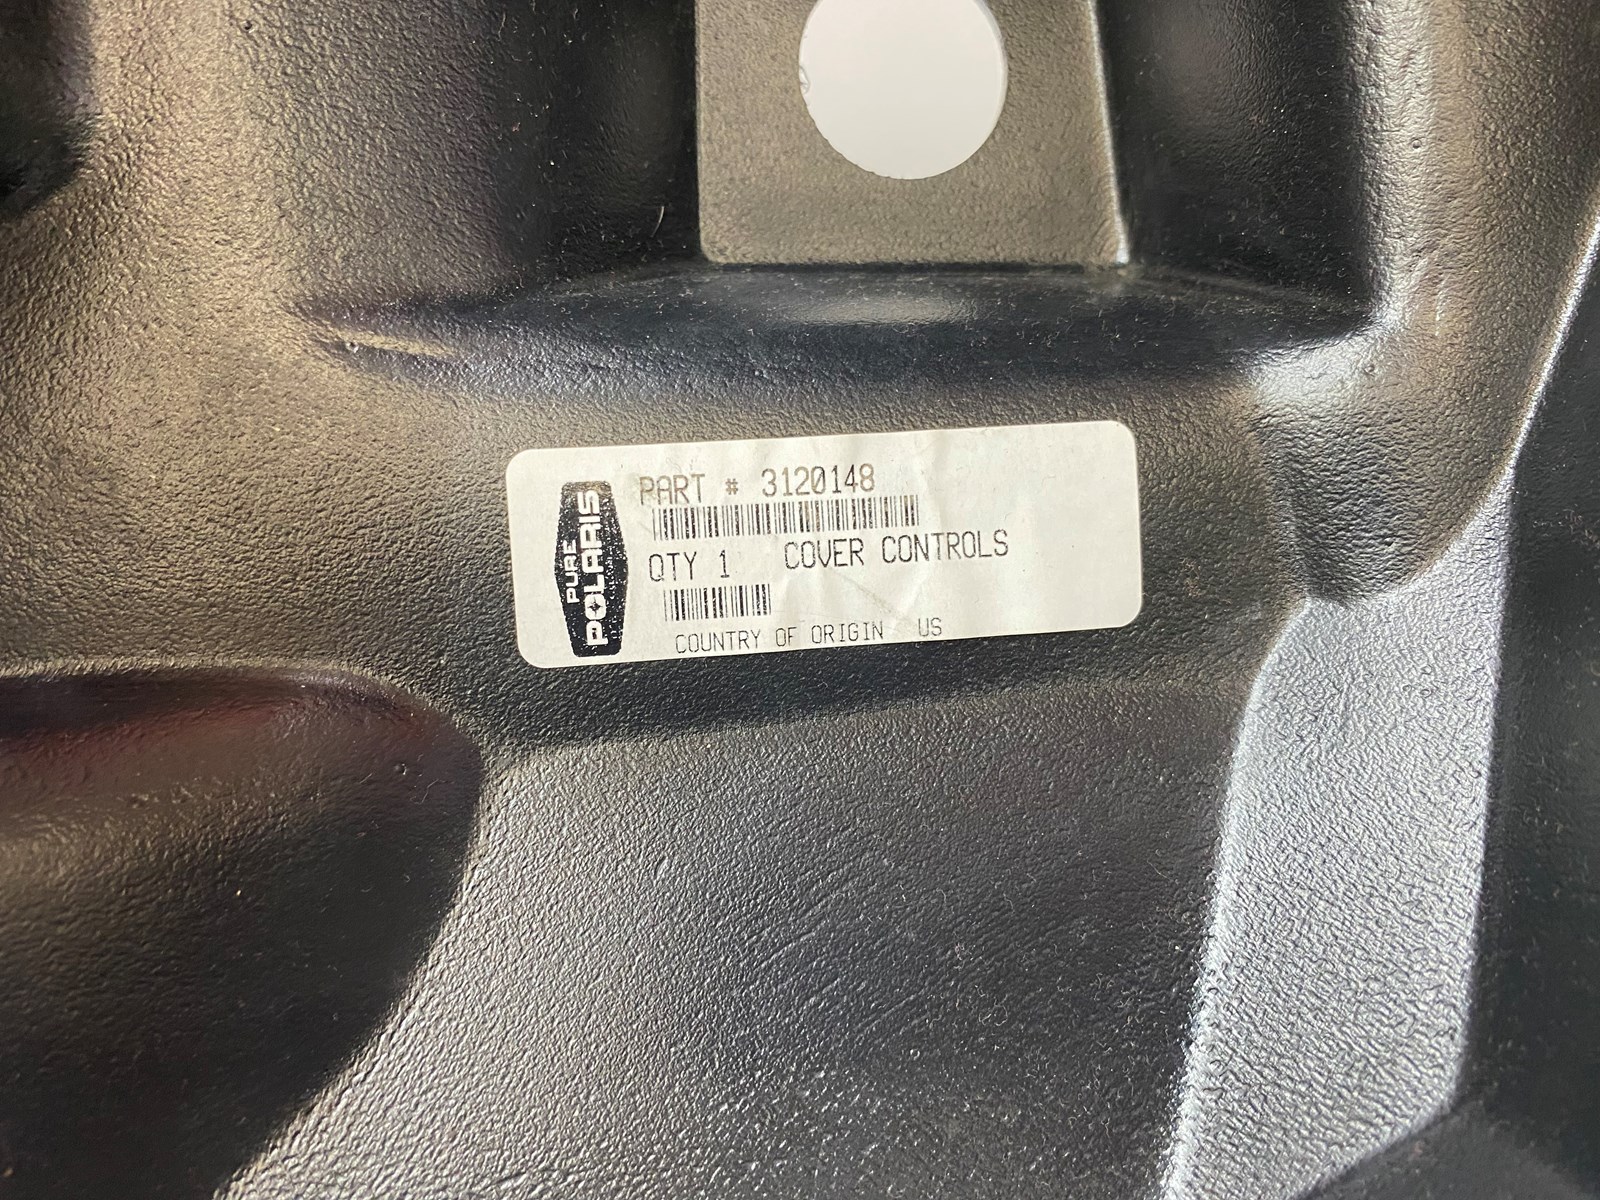 PURE
POLARIS
PART # 3120148
QTY 1 COVER CONTROLS
COUNTRY OF ORIGIN US